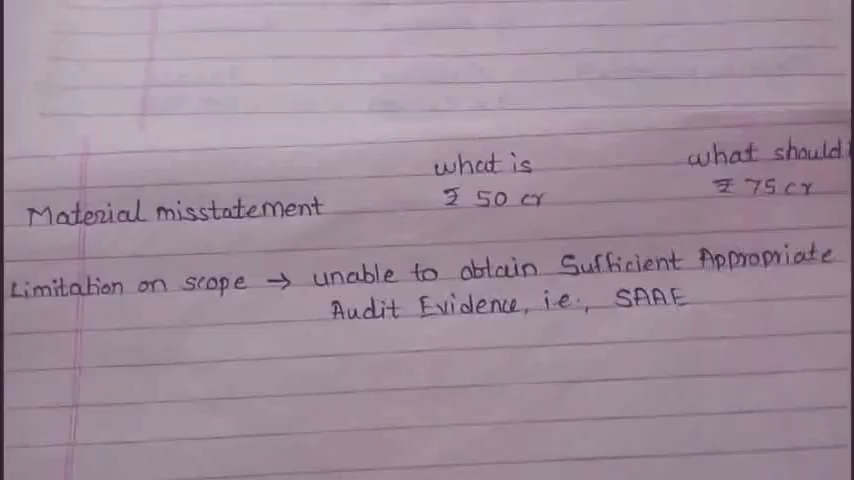 what is what should
Material misstatement ₹ 50 cr ₹ 75 cr
Limitation on scope → unable to obtain Sufficient Appropriate
Audit Evidence, i.e., SAAE